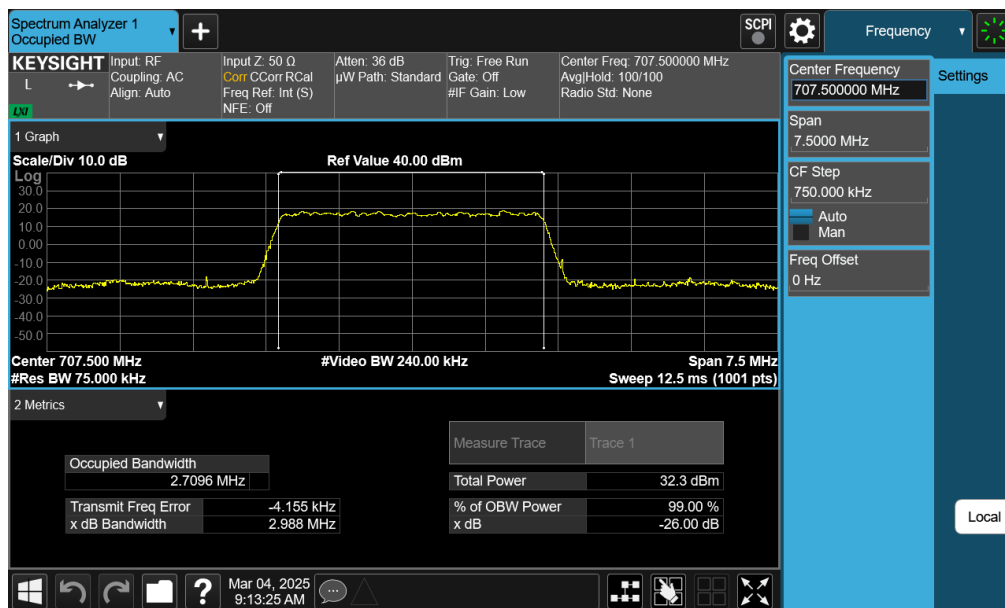 Spectrum Analyzer 1
Occupied BW
+
SCPI
Frequency
KEYSIGHT
L
LXI
Input: RF
Coupling: AC
Align: Auto
Input Z: 50 Ω
Corr CCorr RCal
Freq Ref: Int (S)
NFE: Off
Atten: 36 dB
µW Path: Standard
Trig: Free Run
Gate: Off
#IF Gain: Low
Center Freq: 707.500000 MHz
Avg|Hold: 100/100
Radio Std: None
Center Frequency
707.500000 MHz
Settings
Span
7.5000 MHz
CF Step
750.000 kHz
Auto
Man
Freq Offset
0 Hz
Local
1 Graph
Scale/Div 10.0 dB
Ref Value 40.00 dBm
Log
30.0
20.0
10.0
0.00
-10.0
-20.0
-30.0
-40.0
-50.0
Center 707.500 MHz
#Video BW 240.00 kHz
Span 7.5 MHz
#Res BW 75.000 kHz
Sweep 12.5 ms (1001 pts)
2 Metrics
Measure Trace Trace 1
Occupied Bandwidth
2.7096 MHz
Total Power 32.3 dBm
Transmit Freq Error -4.155 kHz
% of OBW Power 99.00 %
x dB Bandwidth 2.988 MHz
x dB -26.00 dB
?
Mar 04, 2025
9:13:25 AM